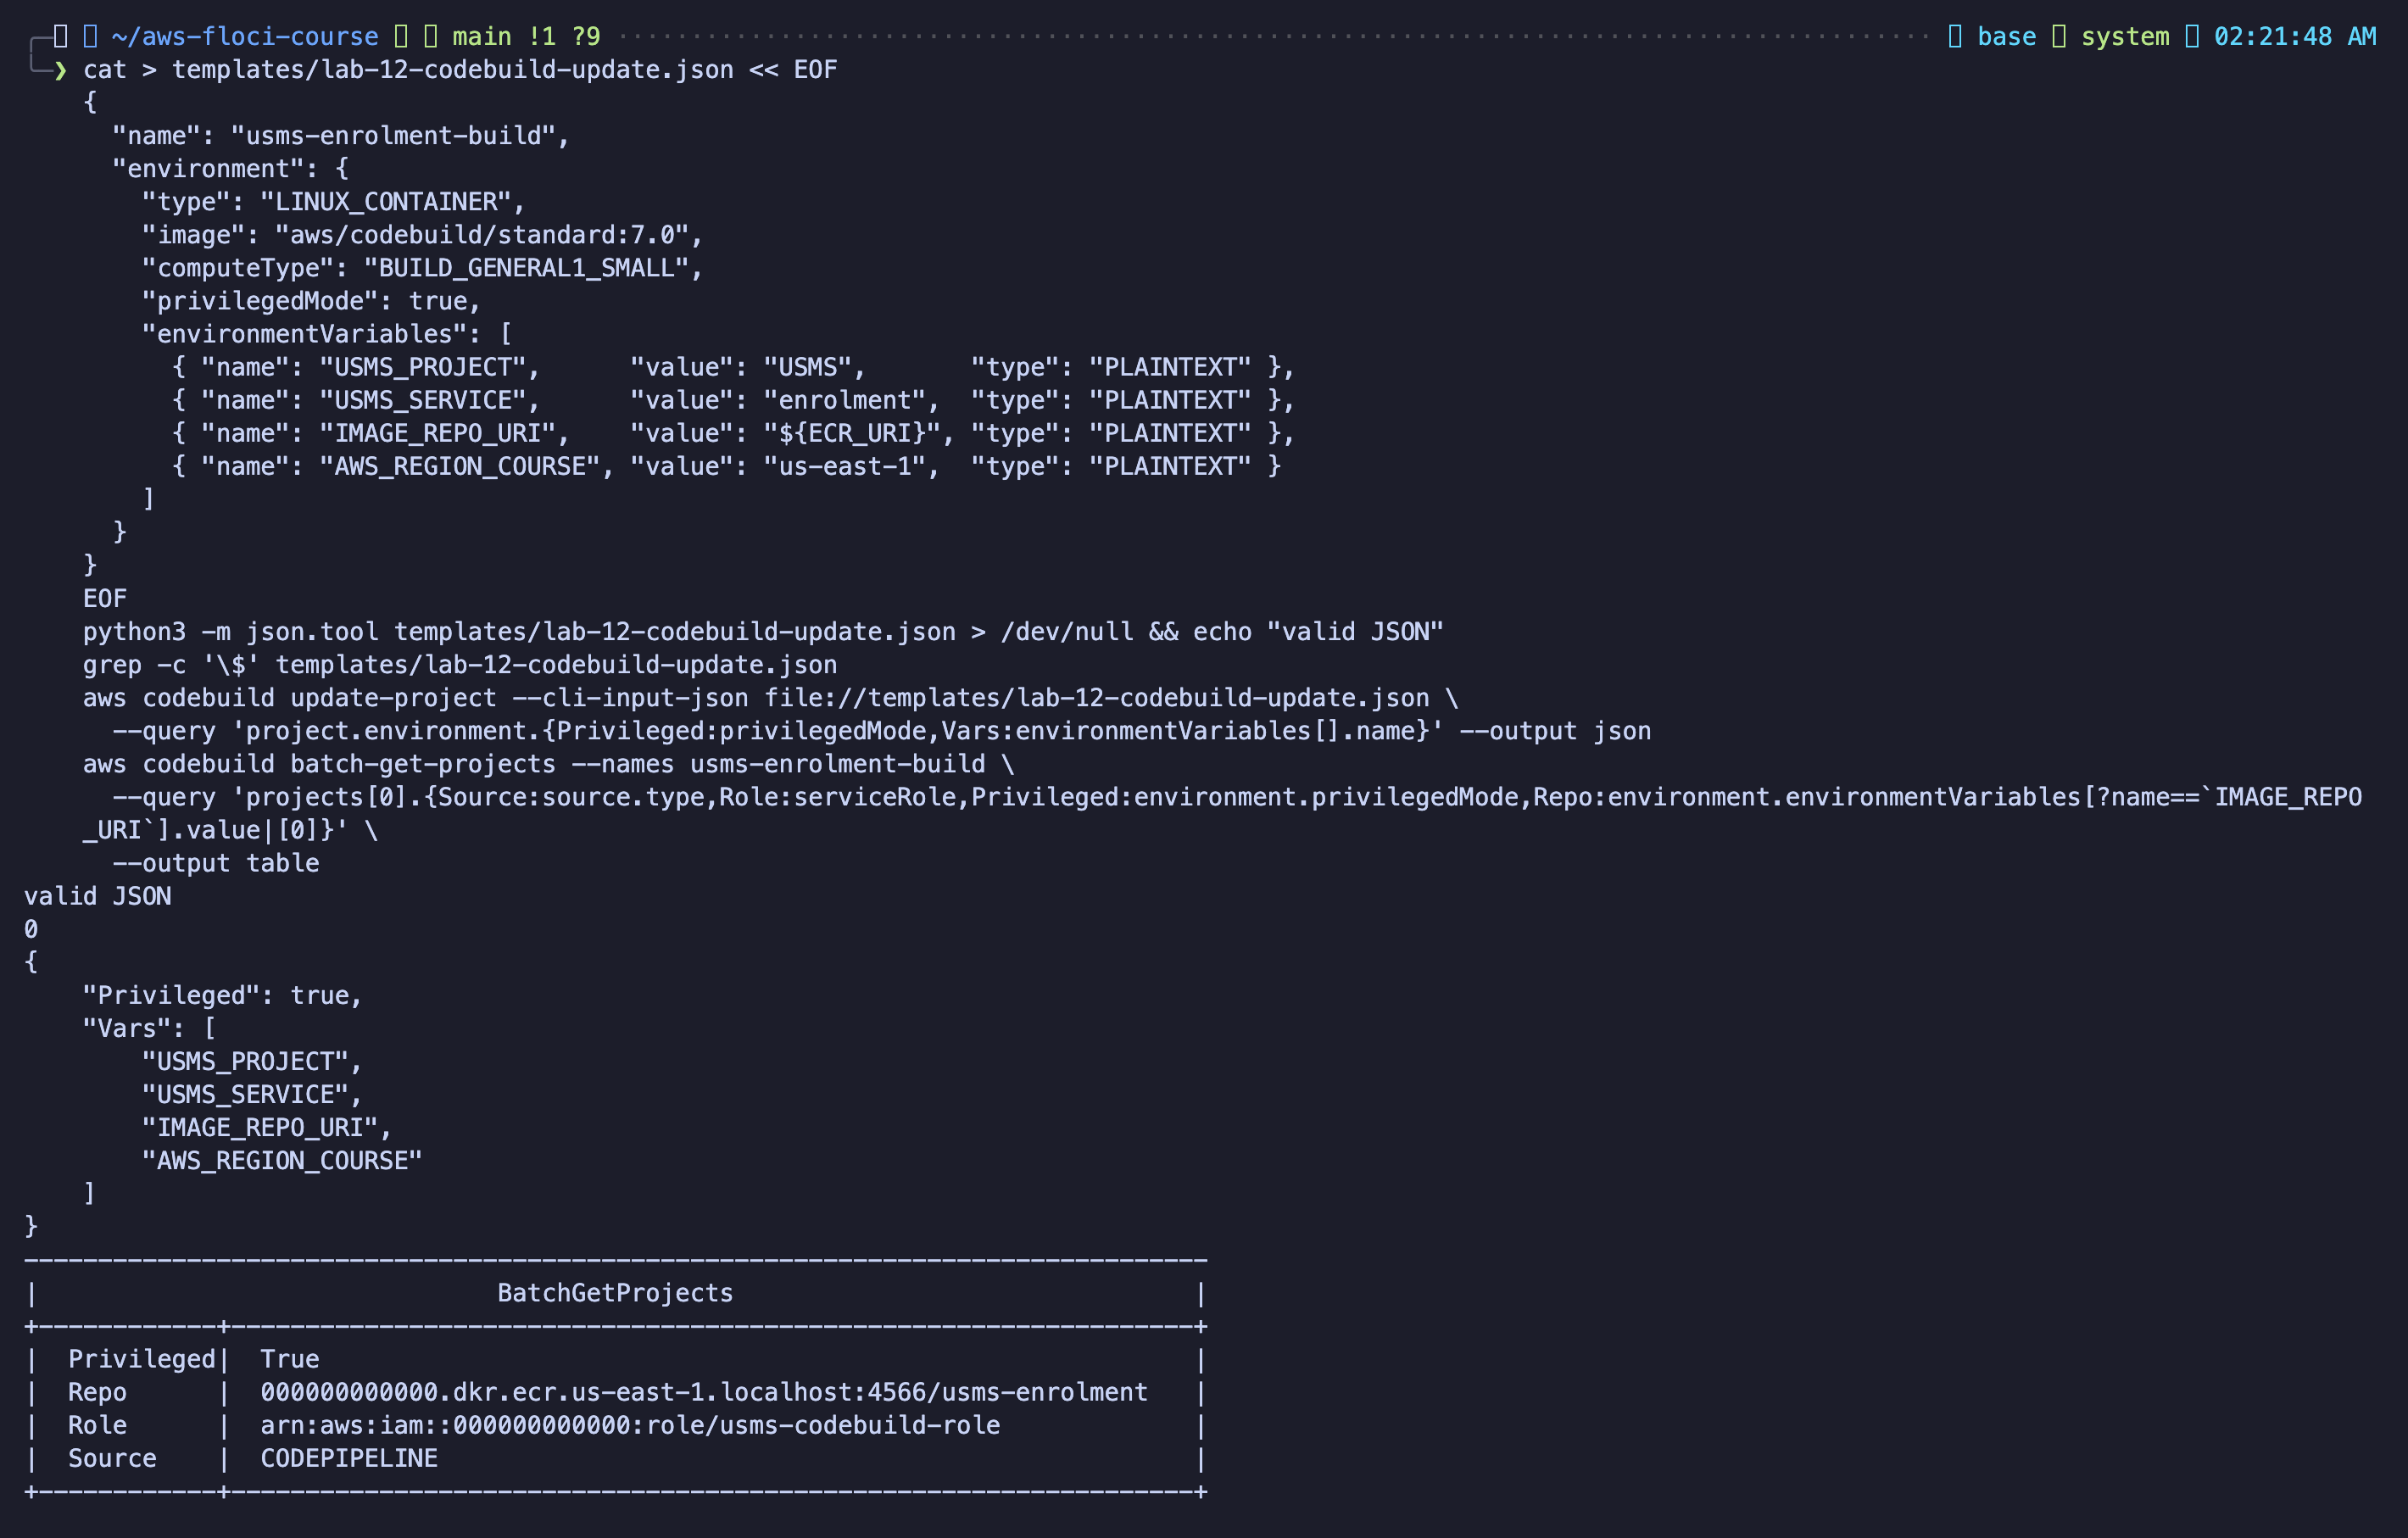 ~/aws-floci-course main !1 ?9 base system 02:21:48 AM
❯ cat > templates/lab-12-codebuild-update.json << EOF
{
  "name": "usms-enrolment-build",
  "environment": {
    "type": "LINUX_CONTAINER",
    "image": "aws/codebuild/standard:7.0",
    "computeType": "BUILD_GENERAL1_SMALL",
    "privilegedMode": true,
    "environmentVariables": [
      { "name": "USMS_PROJECT",      "value": "USMS",       "type": "PLAINTEXT" },
      { "name": "USMS_SERVICE",      "value": "enrolment",  "type": "PLAINTEXT" },
      { "name": "IMAGE_REPO_URI",    "value": "${ECR_URI}", "type": "PLAINTEXT" },
      { "name": "AWS_REGION_COURSE", "value": "us-east-1",  "type": "PLAINTEXT" }
    ]
  }
}
EOF
python3 -m json.tool templates/lab-12-codebuild-update.json > /dev/null && echo "valid JSON"
grep -c '\$' templates/lab-12-codebuild-update.json
aws codebuild update-project --cli-input-json file://templates/lab-12-codebuild-update.json \
  --query 'project.environment.{Privileged:privilegedMode,Vars:environmentVariables[].name}' --output json
aws codebuild batch-get-projects --names usms-enrolment-build \
  --query 'projects[0].{Source:source.type,Role:serviceRole,Privileged:environment.privilegedMode,Repo:environment.environmentVariables[?name==`IMAGE_REPO
_URI`].value|[0]}' \
  --output table
valid JSON
0
{
    "Privileged": true,
    "Vars": [
        "USMS_PROJECT",
        "USMS_SERVICE",
        "IMAGE_REPO_URI",
        "AWS_REGION_COURSE"
    ]
}
--------------------------------------------------------------------------------
|                                BatchGetProjects                               |
+------------+------------------------------------------------------------------+
|  Privileged|  True                                                            |
|  Repo      |  000000000000.dkr.ecr.us-east-1.localhost:4566/usms-enrolment   |
|  Role      |  arn:aws:iam::000000000000:role/usms-codebuild-role             |
|  Source    |  CODEPIPELINE                                                    |
+------------+------------------------------------------------------------------+